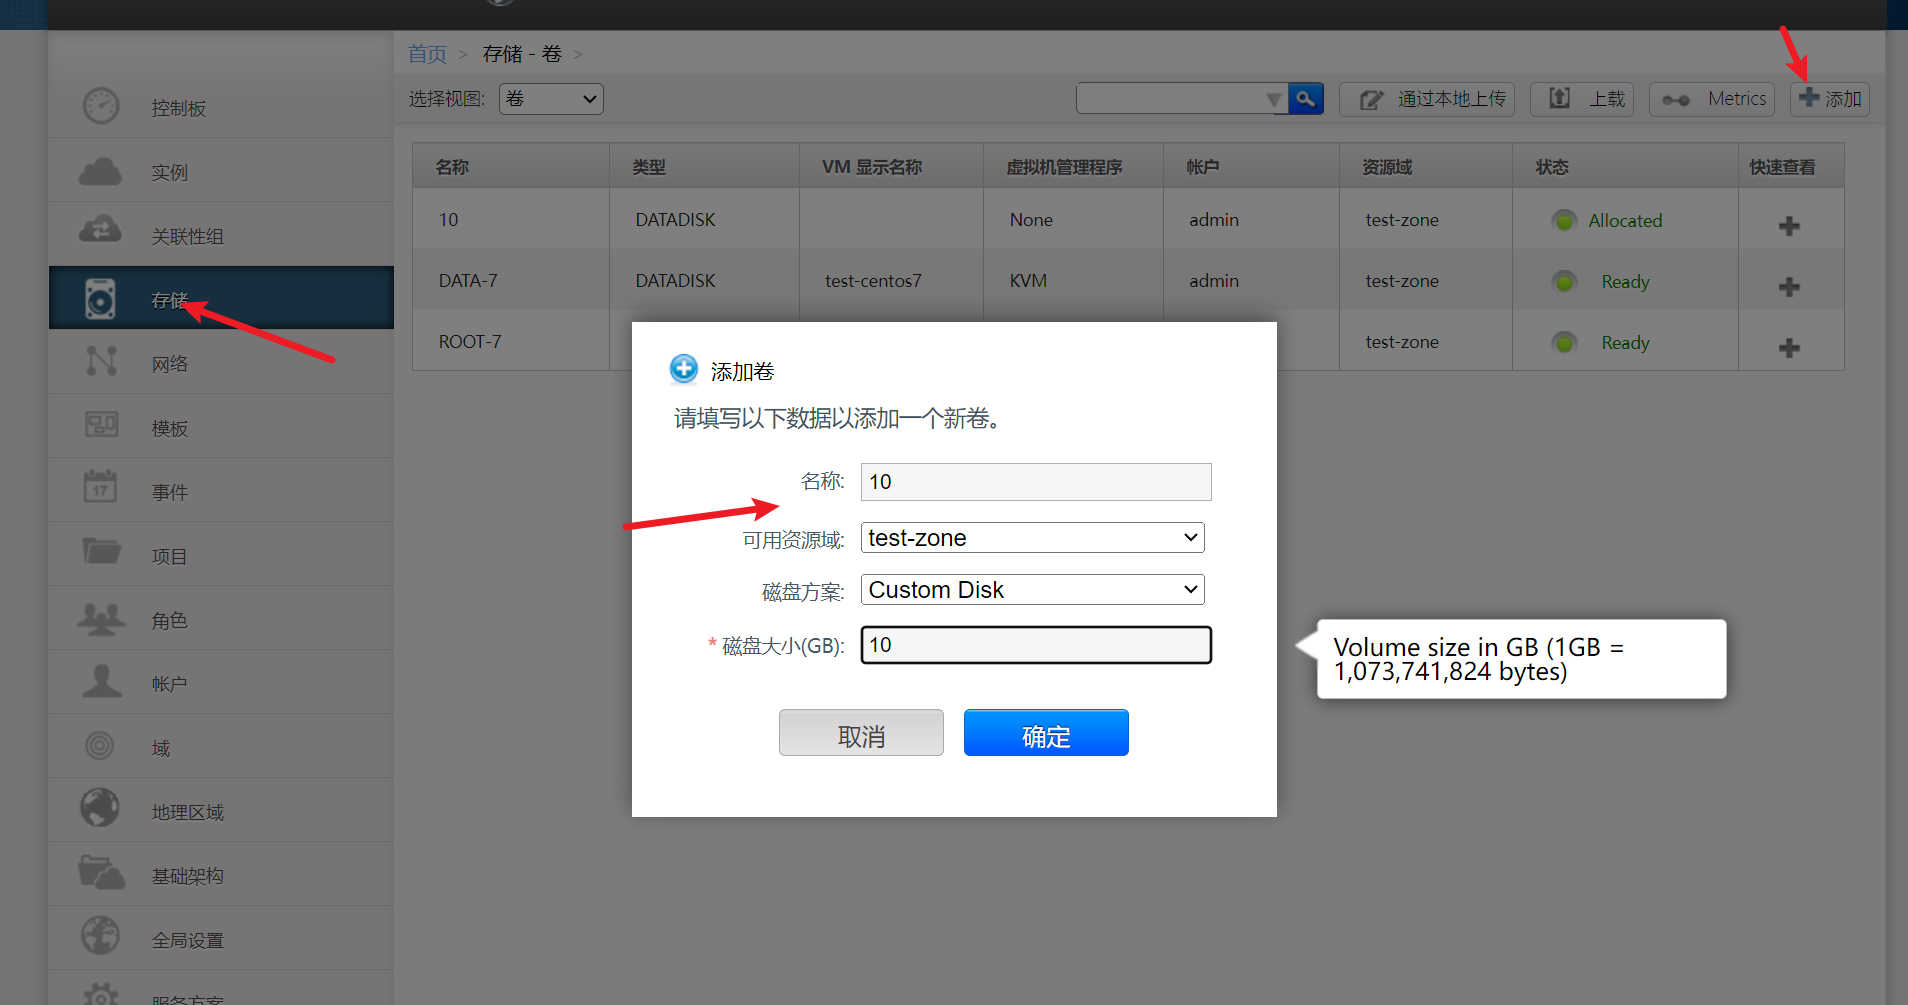 首页 > 存储 - 卷 >
选择视图: 卷 通过本地上传 上载 Metrics 添加
控制板
实例
关联性组
存储
网络
模板
17
事件
项目
角色
帐户
域
地理区域
基础架构
全局设置
服务方案
名称 类型 VM 显示名称 虚拟机管理程序 帐户 资源域 状态 快速查看
10 DATADISK None admin test-zone Allocated
DATA-7 DATADISK test-centos7 KVM admin test-zone Ready
ROOT-7 test-zone Ready
添加卷
请填写以下数据以添加一个新卷。
名称: 10
可用资源域: test-zone
磁盘方案: Custom Disk
* 磁盘大小(GB): 10
取消 确定
Volume size in GB (1GB =
1,073,741,824 bytes)